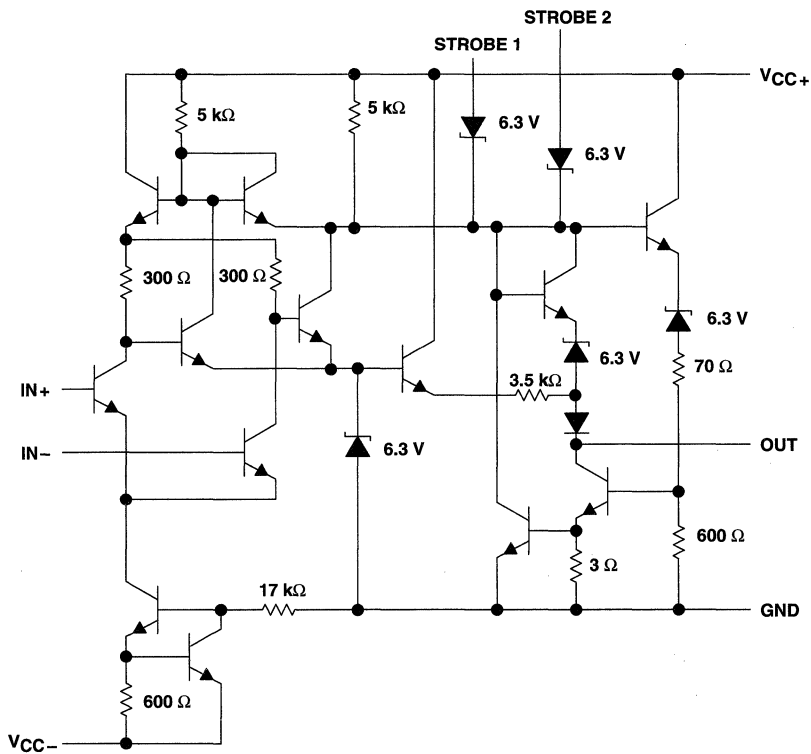 STROBE 2
STROBE 1
VCC+
5 kΩ
5 kΩ
6.3 V
6.3 V
300 Ω
300 Ω
6.3 V
6.3 V
70 Ω
3.5 kΩ
IN+
OUT
IN−
6.3 V
600 Ω
3 Ω
17 kΩ
GND
600 Ω
VCC−